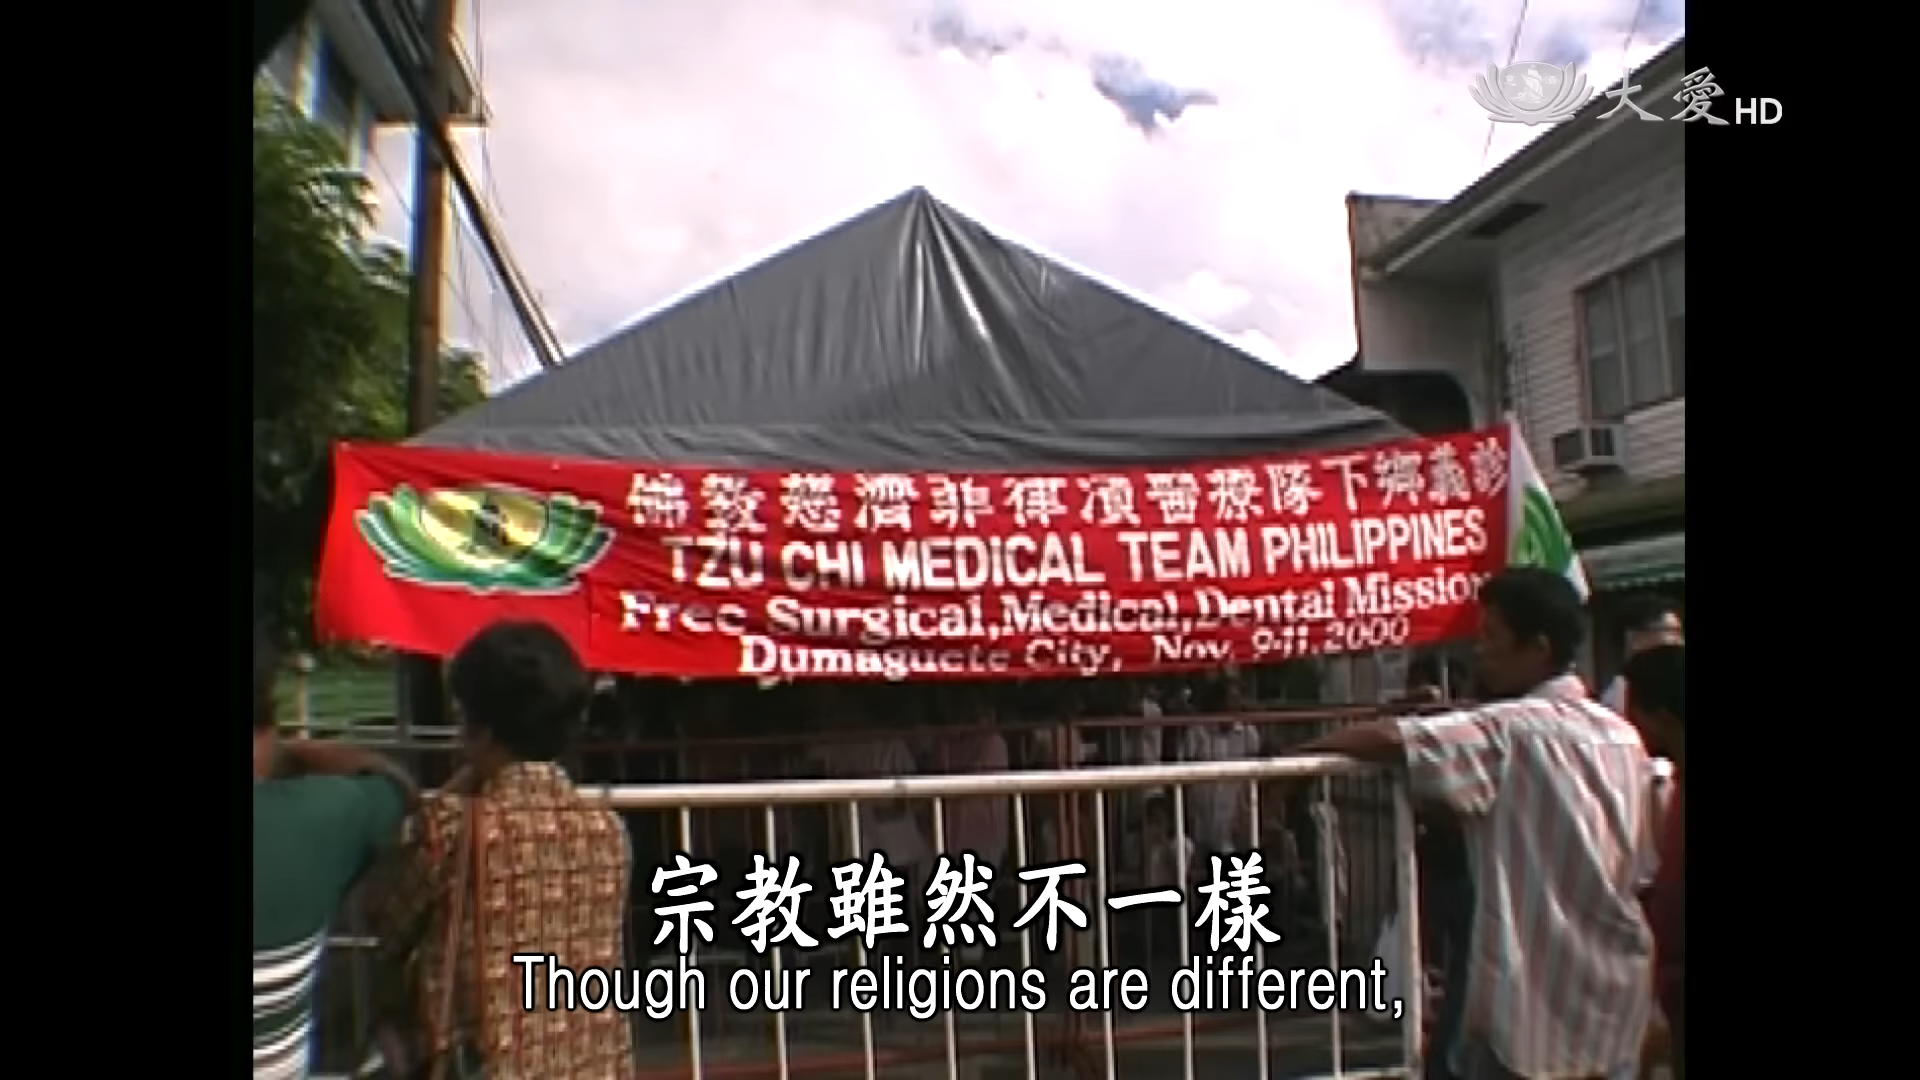 大愛HD
佛教慈濟菲律濱醫療隊下鄉義診
TZU CHI MEDICAL TEAM PHILIPPINES
Free Surgical, Medical, Dental Mission
Dumaguete City, Nov. 9-11, 2000
宗教雖然不一樣
Though our religions are different,